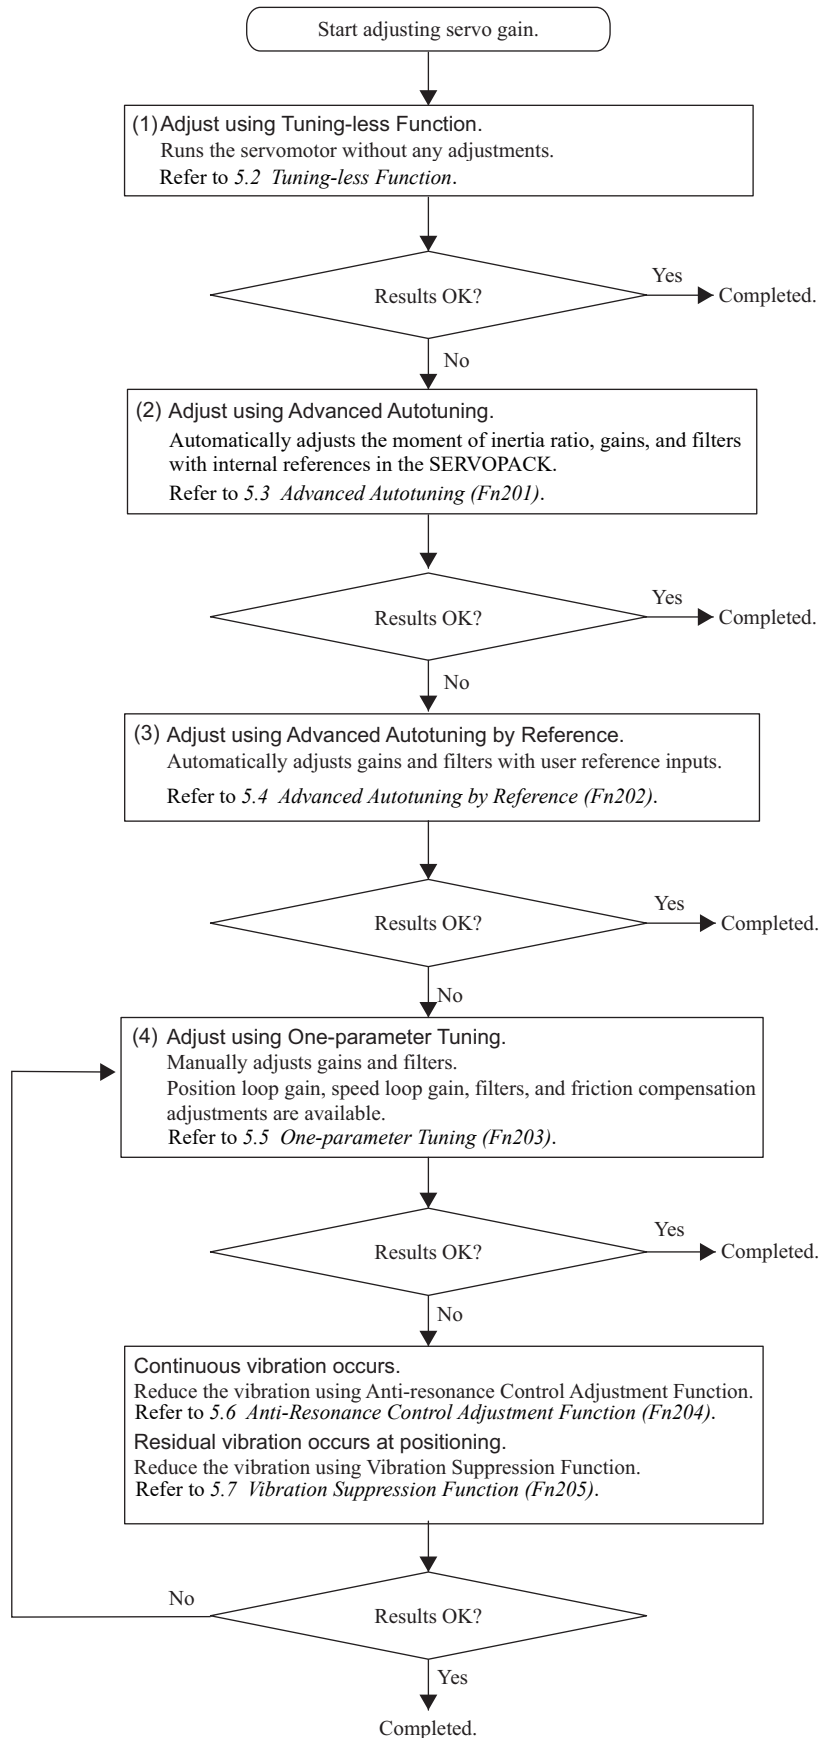 Start adjusting servo gain.
(1) Adjust using Tuning-less Function.
Runs the servomotor without any adjustments.
Refer to 5.2 Tuning-less Function.
Results OK?
Yes
Completed.
No
(2) Adjust using Advanced Autotuning.
Automatically adjusts the moment of inertia ratio, gains, and filters
with internal references in the SERVOPACK.
Refer to 5.3 Advanced Autotuning (Fn201).
Results OK?
Yes
Completed.
No
(3) Adjust using Advanced Autotuning by Reference.
Automatically adjusts gains and filters with user reference inputs.
Refer to 5.4 Advanced Autotuning by Reference (Fn202).
Results OK?
Yes
Completed.
No
(4) Adjust using One-parameter Tuning.
Manually adjusts gains and filters.
Position loop gain, speed loop gain, filters, and friction compensation
adjustments are available.
Refer to 5.5 One-parameter Tuning (Fn203).
Results OK?
Yes
Completed.
No
Continuous vibration occurs.
Reduce the vibration using Anti-resonance Control Adjustment Function.
Refer to 5.6 Anti-Resonance Control Adjustment Function (Fn204).
Residual vibration occurs at positioning.
Reduce the vibration using Vibration Suppression Function.
Refer to 5.7 Vibration Suppression Function (Fn205).
No
Results OK?
Yes
Completed.